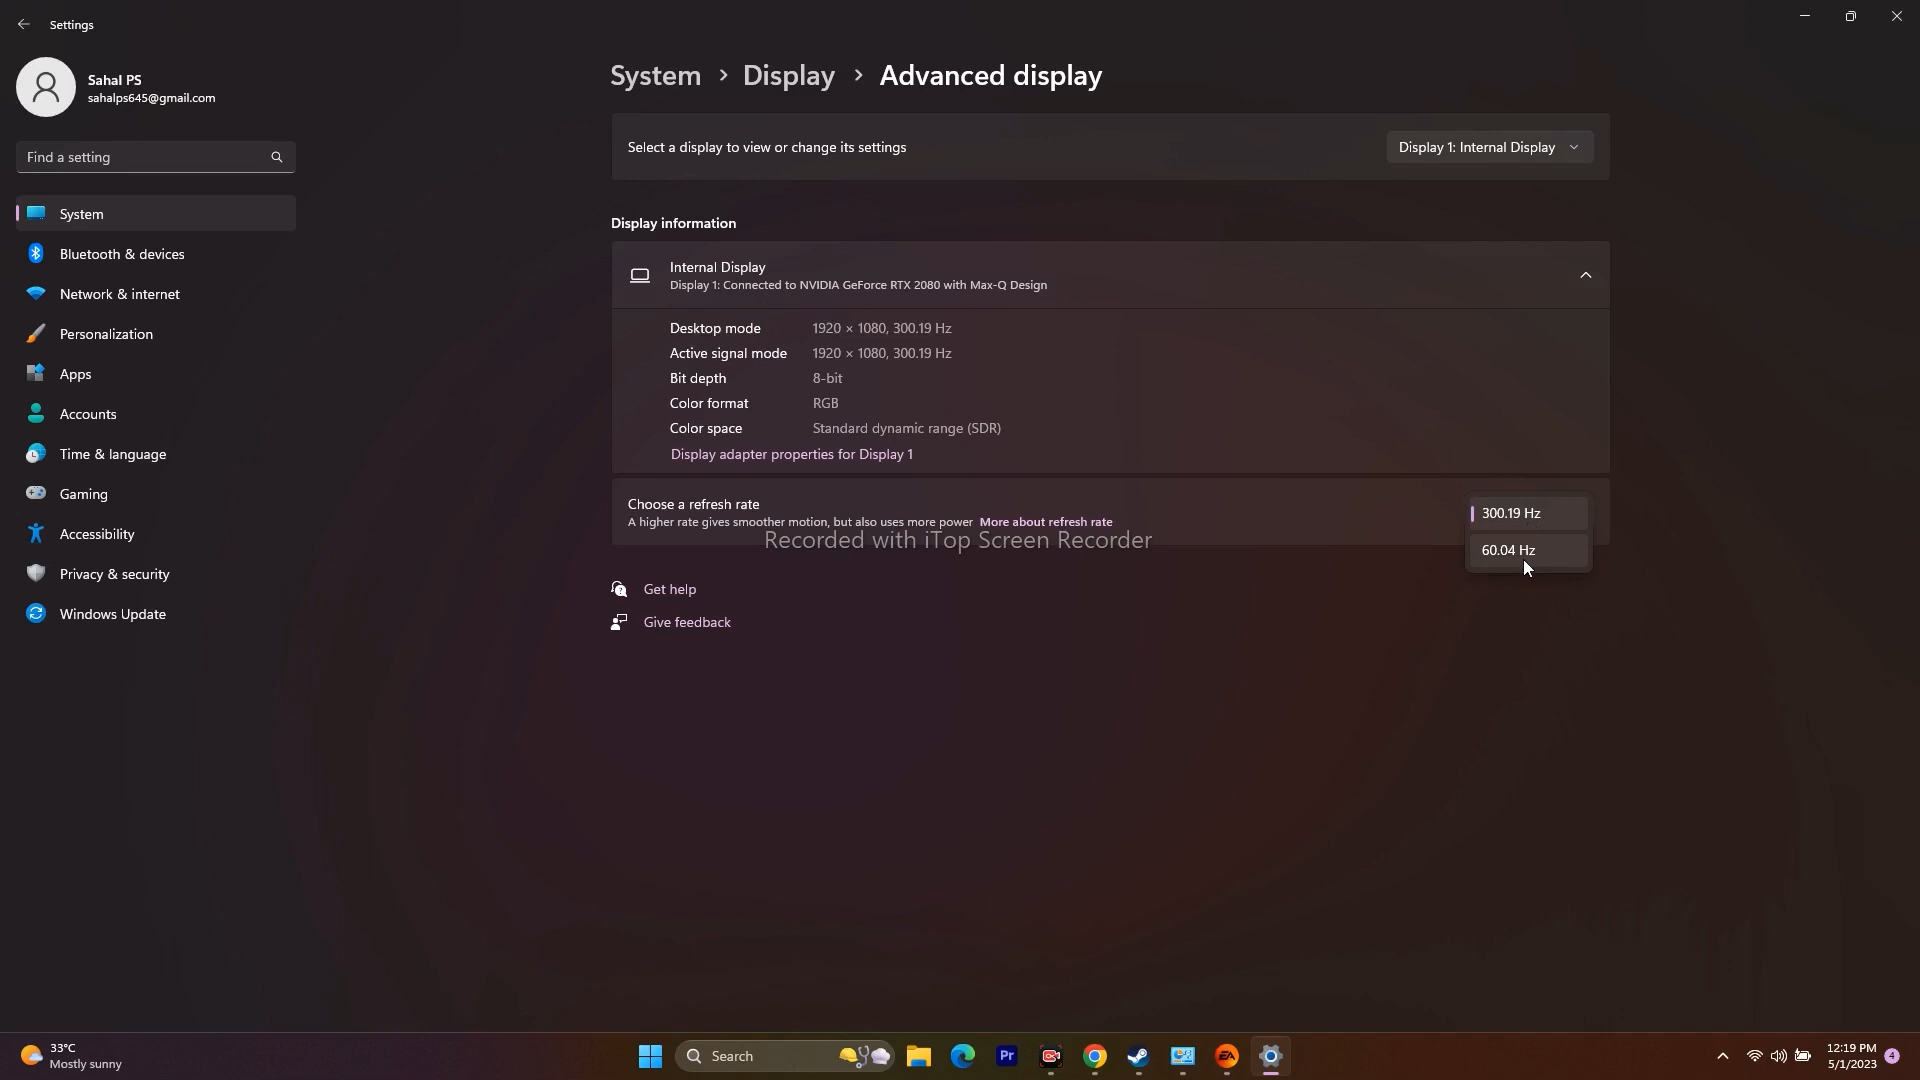 Settings
Sahal PS
sahalps645@gmail.com
Find a setting
System
Bluetooth & devices
Network & internet
Personalization
Apps
Accounts
Time & language
Gaming
Accessibility
Privacy & security
Windows Update
System > Display > Advanced display
Select a display to view or change its settings
Display 1: Internal Display
Display information
Internal Display
Display 1: Connected to NVIDIA GeForce RTX 2080 with Max-Q Design
Desktop mode 1920 × 1080, 300.19 Hz
Active signal mode 1920 × 1080, 300.19 Hz
Bit depth 8-bit
Color format RGB
Color space Standard dynamic range (SDR)
Display adapter properties for Display 1
Choose a refresh rate
A higher rate gives smoother motion, but also uses more power More about refresh rate
300.19 Hz
60.04 Hz
Recorded with iTop Screen Recorder
Get help
Give feedback
33°C
Mostly sunny
Search
Pr
EA
12:19 PM
5/1/2023
4